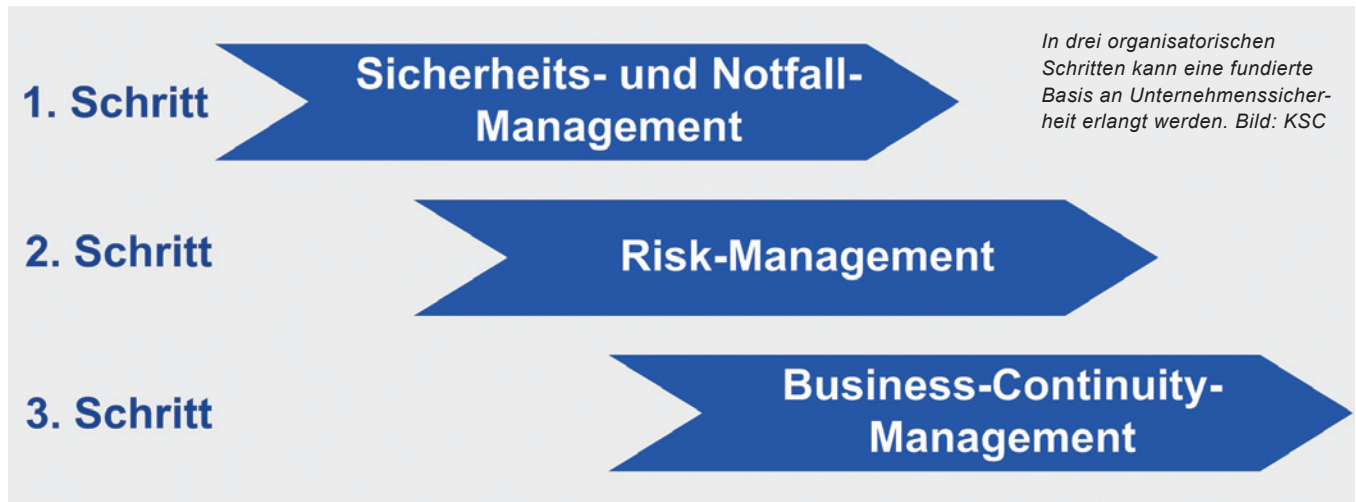 1. Schritt
Sicherheits- und Notfall-
Management
In drei organisatorischen
Schritten kann eine fundierte
Basis an Unternehmenssicher-
heit erlangt werden. Bild: KSC
2. Schritt
Risk-Management
3. Schritt
Business-Continuity-
Management